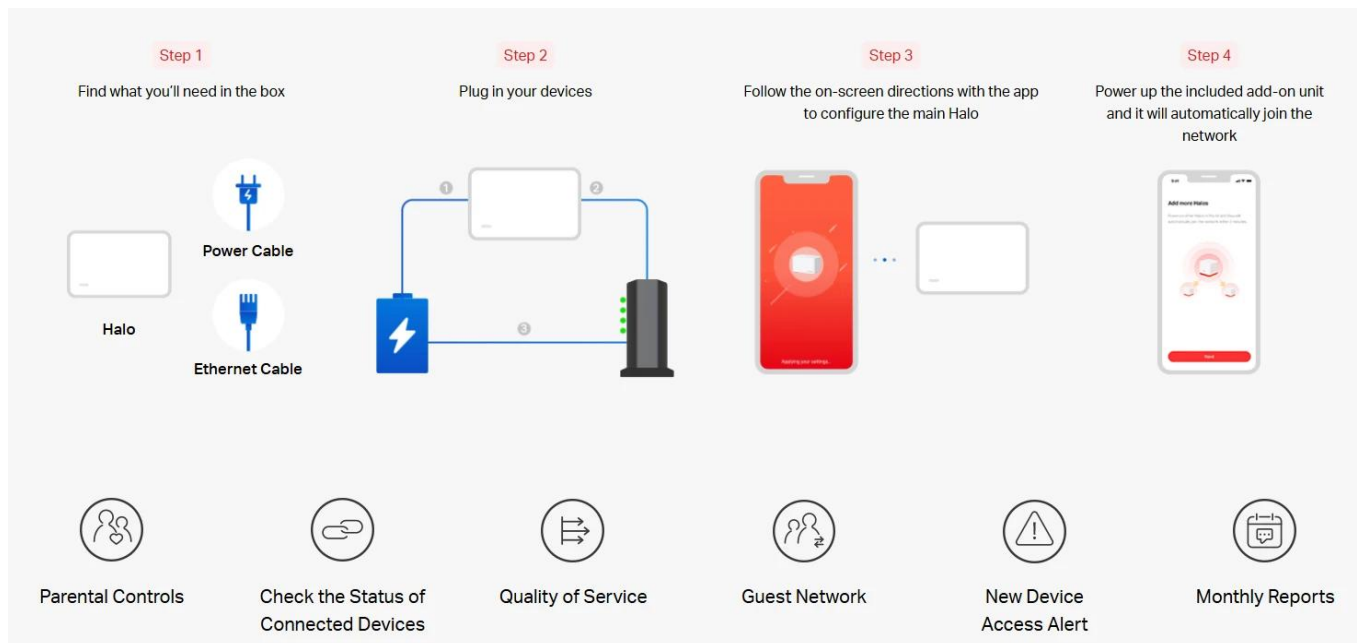 Step 1
Find what you'll need in the box
Power Cable
Halo
Ethernet Cable
Step 2
Plug in your devices
1
2
3
Step 3
Follow the on-screen directions with the app
to configure the main Halo
Applying your settings...
Step 4
Power up the included add-on unit
and it will automatically join the
network
Add more Halos
Next
Parental Controls
Check the Status of
Connected Devices
Quality of Service
Guest Network
New Device
Access Alert
Monthly Reports